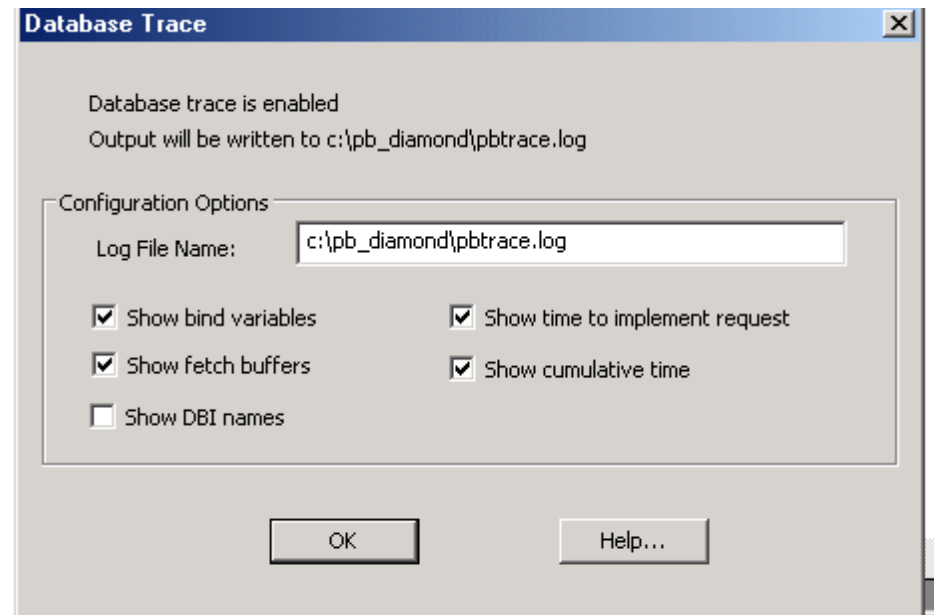 Database Trace
Database trace is enabled
Output will be written to c:\pb_diamond\pbtrace.log
Configuration Options
Log File Name:
c:\pb_diamond\pbtrace.log
Show bind variables
Show time to implement request
Show fetch buffers
Show cumulative time
Show DBI names
OK
Help...